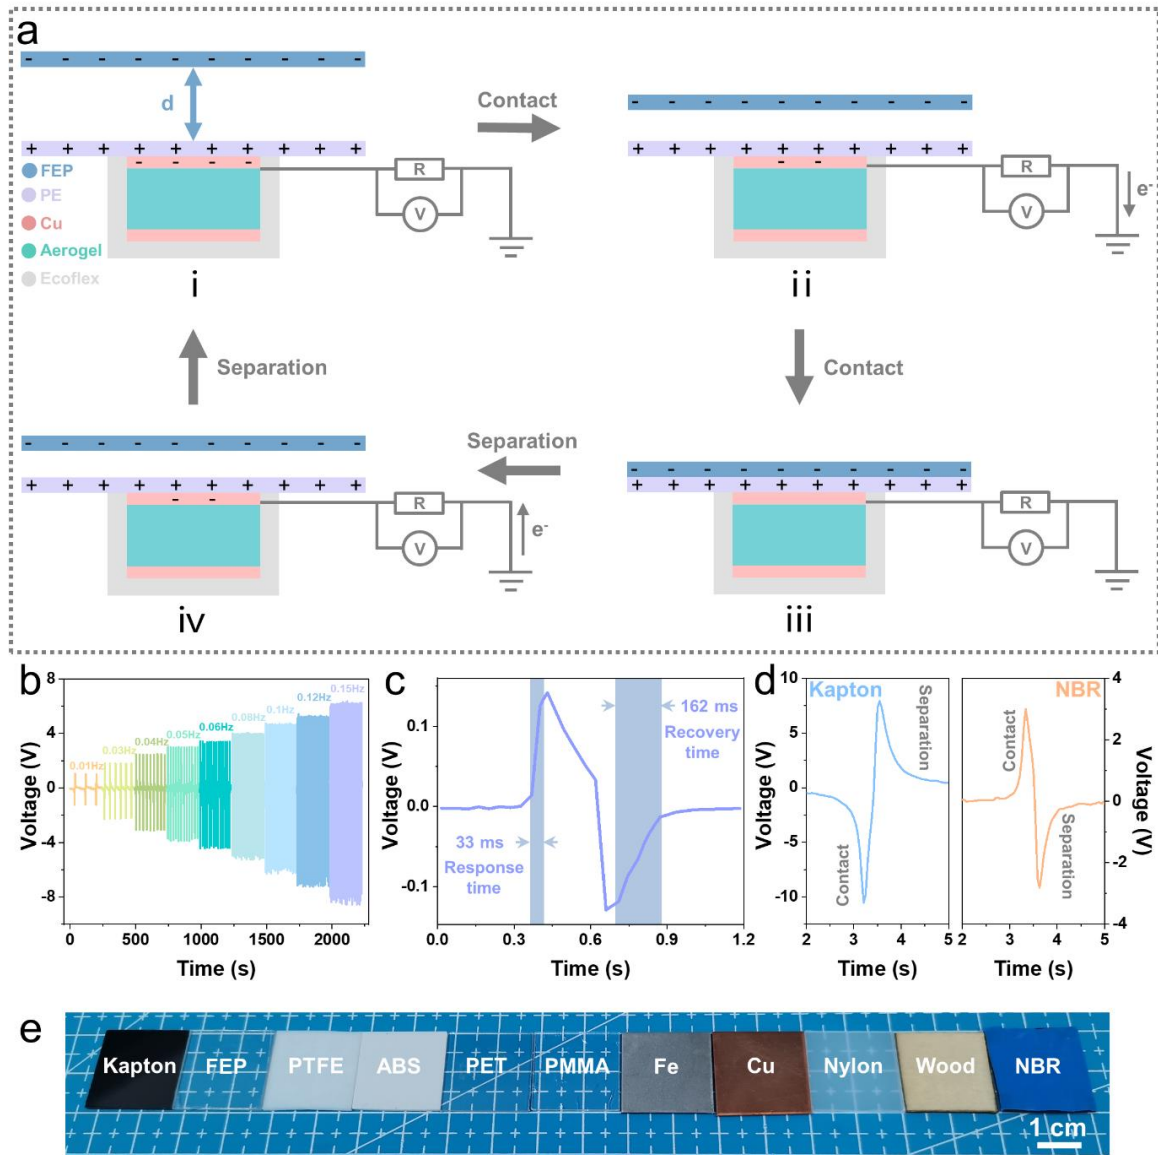 a
- - - - - - - - - -
d
Contact
- - - - - - - - - -
+ + + + + + + + + +
- - - -
+ + + + + + + + + +
- -
FEP
PE
Cu
Aerogel
Ecoflex
R
V
R
V
e-
i
ii
Separation
Contact
Separation
- - - - - - - - - -
+ + + + + + + + + +
- -
- - - - - - - - - -
+ + + + + + + + + +
R
V
e-
R
V
iv
iii
b
8
4
0
-4
-8
Voltage (V)
0.01Hz
0.03Hz
0.04Hz
0.05Hz
0.06Hz
0.08Hz
0.1Hz
0.12Hz
0.15Hz
0 500 1000 1500 2000
Time (s)
c
0.1
0.0
-0.1
Voltage (V)
162 ms
Recovery
time
33 ms
Response
time
0.0 0.3 0.6 0.9 1.2
Time (s)
d
10
5
0
-5
-10
Voltage (V)
Kapton
Contact
Separation
2 3 4 5
Time (s)
NBR
Contact
Separation
4
2
0
-2
-4
Voltage (V)
2 3 4 5
Time (s)
e
Kapton FEP PTFE ABS PET PMMA Fe Cu Nylon Wood NBR
1 cm